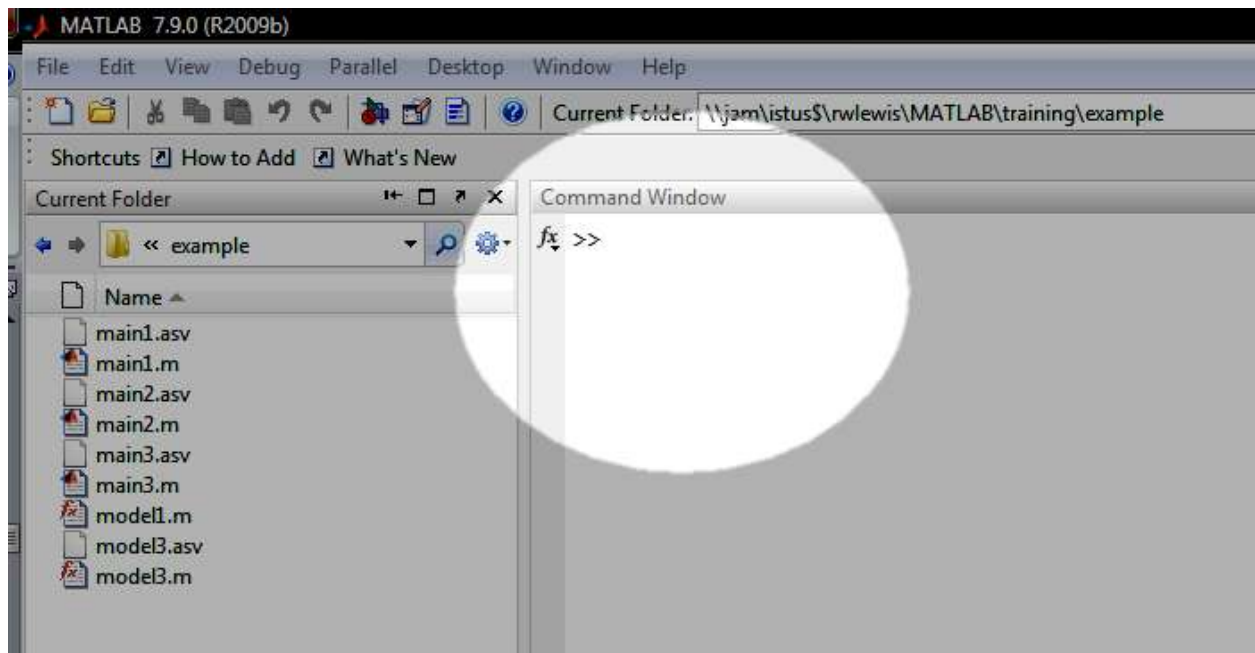 MATLAB 7.9.0 (R2009b)
File Edit View Debug Parallel Desktop Window Help
Current Folder: \\jam\istus$\rwlewis\MATLAB\training\example
Shortcuts How to Add What's New
Current Folder
« example
Name
main1.asv
main1.m
main2.asv
main2.m
main3.asv
main3.m
model1.m
model3.asv
model3.m
Command Window
fx >>